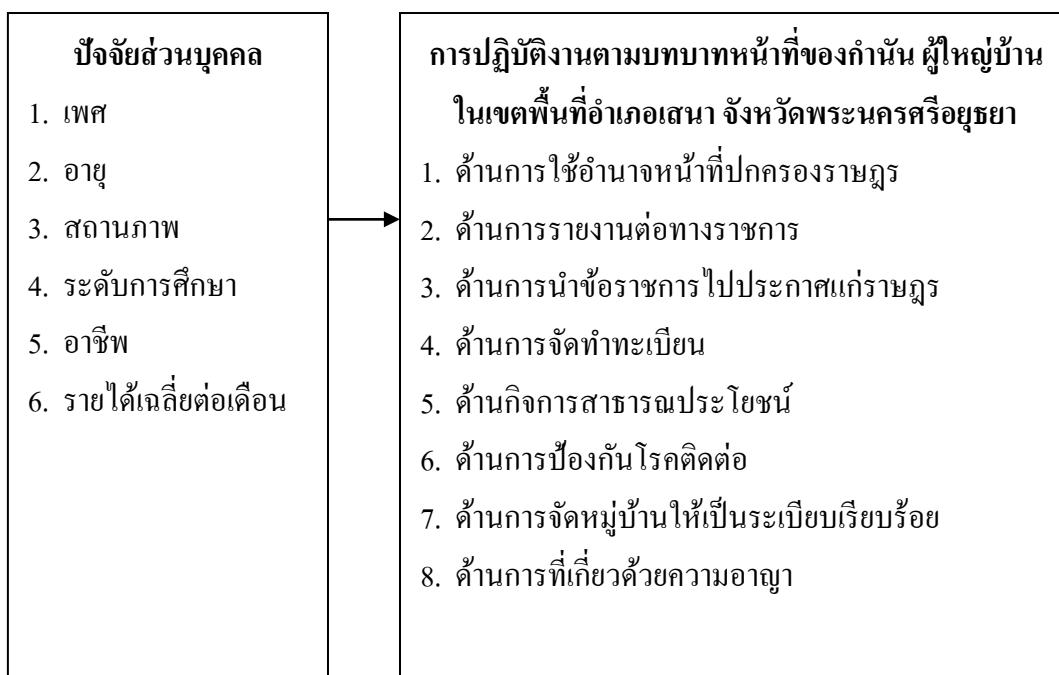 ปัจจัยส่วนบุคคล
1. เพศ
2. อายุ
3. สถานภาพ
4. ระดับการศึกษา
5. อาชีพ
6. รายได้เฉลี่ยต่อเดือน
การปฏิบัติงานตามบทบาทหน้าที่ของกำนัน ผู้ใหญ่บ้าน
ในเขตพื้นที่อำเภอเสนา จังหวัดพระนครศรีอยุธยา
1. ด้านการใช้อำนาจหน้าที่ปกครองราษฎร
2. ด้านการรายงานต่อทางราชการ
3. ด้านการนำข้อราชการไปประกาศแก่ราษฎร
4. ด้านการจัดทำทะเบียน
5. ด้านกิจการสาธารณประโยชน์
6. ด้านการป้องกันโรคติดต่อ
7. ด้านการจัดหมู่บ้านให้เป็นระเบียบเรียบร้อย
8. ด้านการที่เกี่ยวด้วยความอาญา